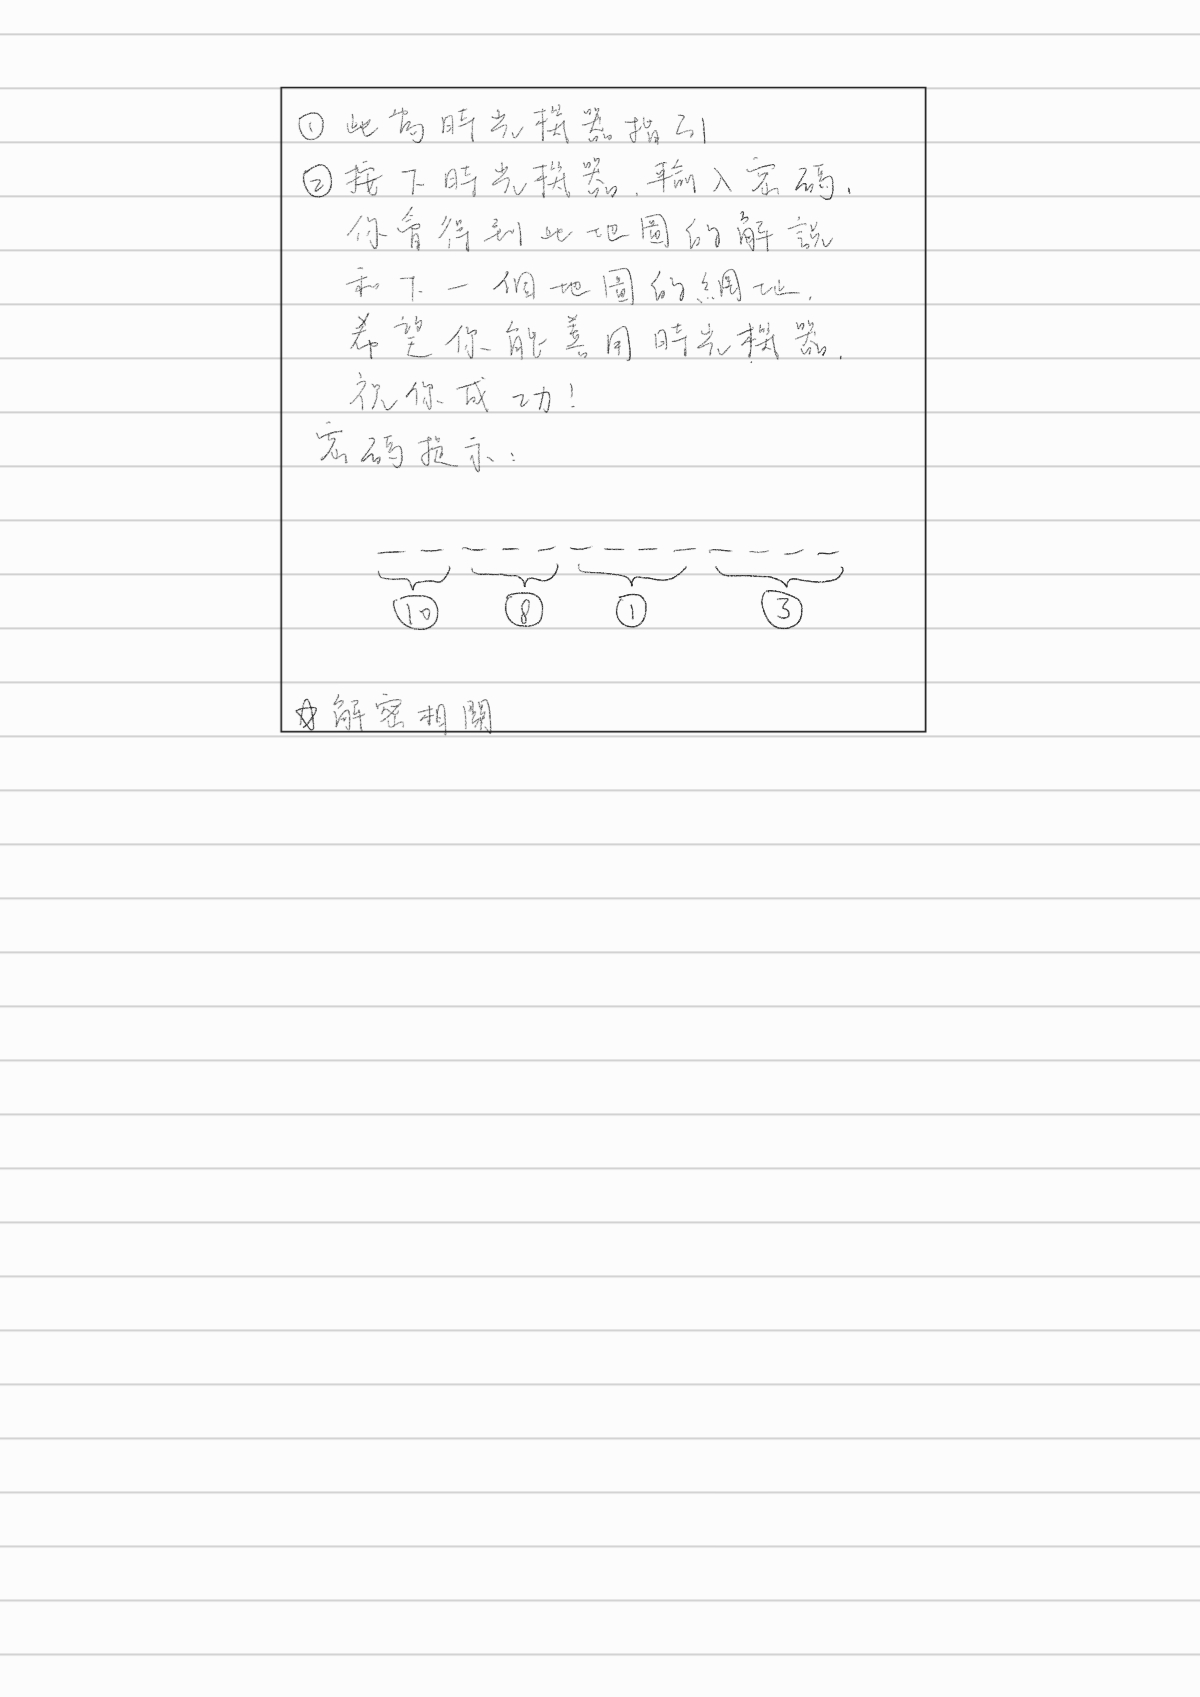 ① 此為時光機器指引
② 按下時光機器.輸入密碼.
你會得到此地圖的解說
和下一個地圖的網址.
希望你能善用時光機器.
祝你成功!
密碼提示:
_ _ _ _ _ _ _ _ _ _ _ _ _
⑩ ⑧ ① ③
☆解密相關